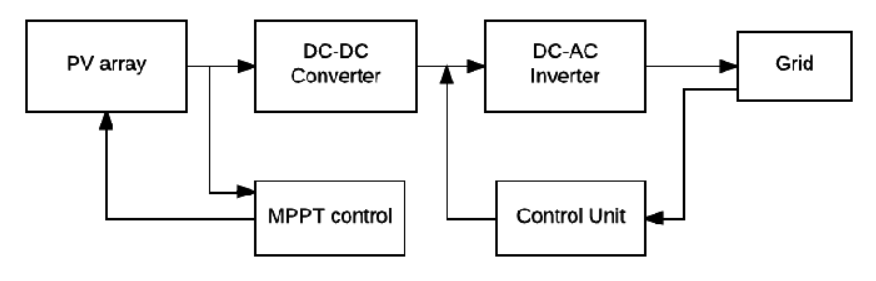 PV array
DC-DC
Converter
DC-AC
Inverter
Grid
MPPT control
Control Unit